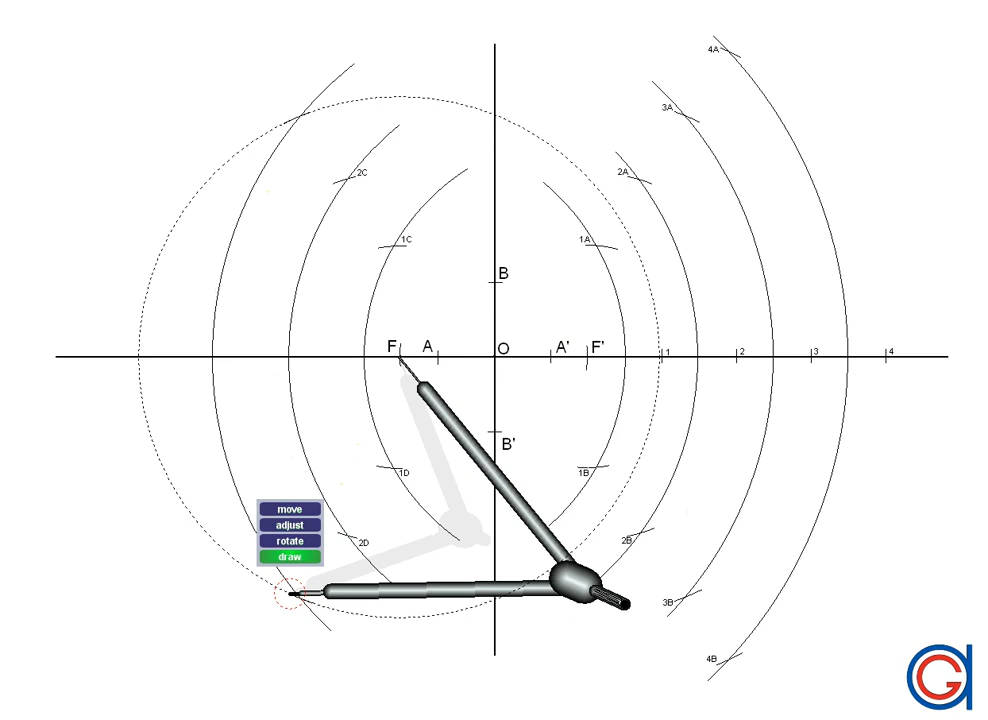 4A
3A
2C
2A
1C
1A
B
F
A
O
A'
F'
1
2
3
4
B'
1D
1B
move
adjust
rotate
draw
2D
2B
3B
4B
G